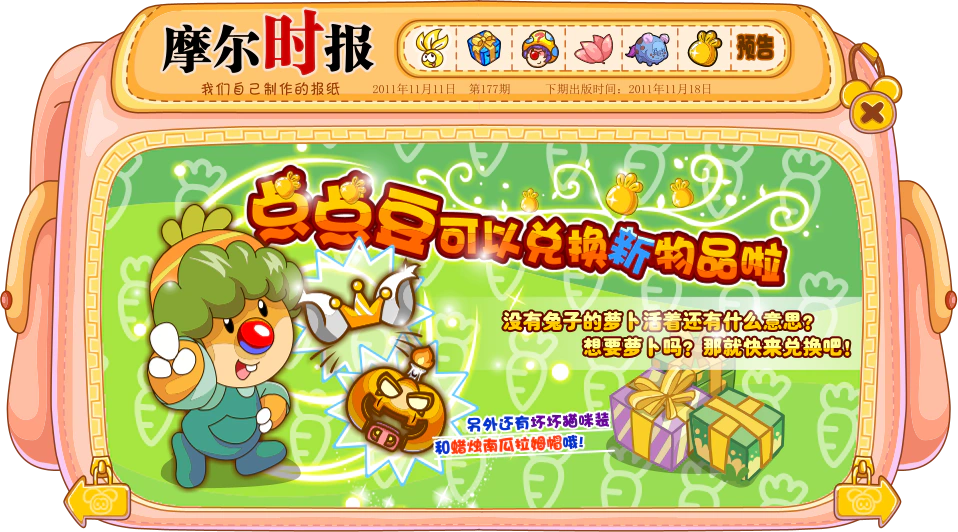 摩尔时报
预告
我们自己制作的报纸 2011年11月11日 第177期 下期出版时间：2011年11月18日
点点豆可以兑换新物品啦
没有兔子的萝卜活着还有什么意思？
想要萝卜吗？那就快来兑换吧！
另外还有坏坏猫咪装
和蜡烛南瓜拉姆帽哦！